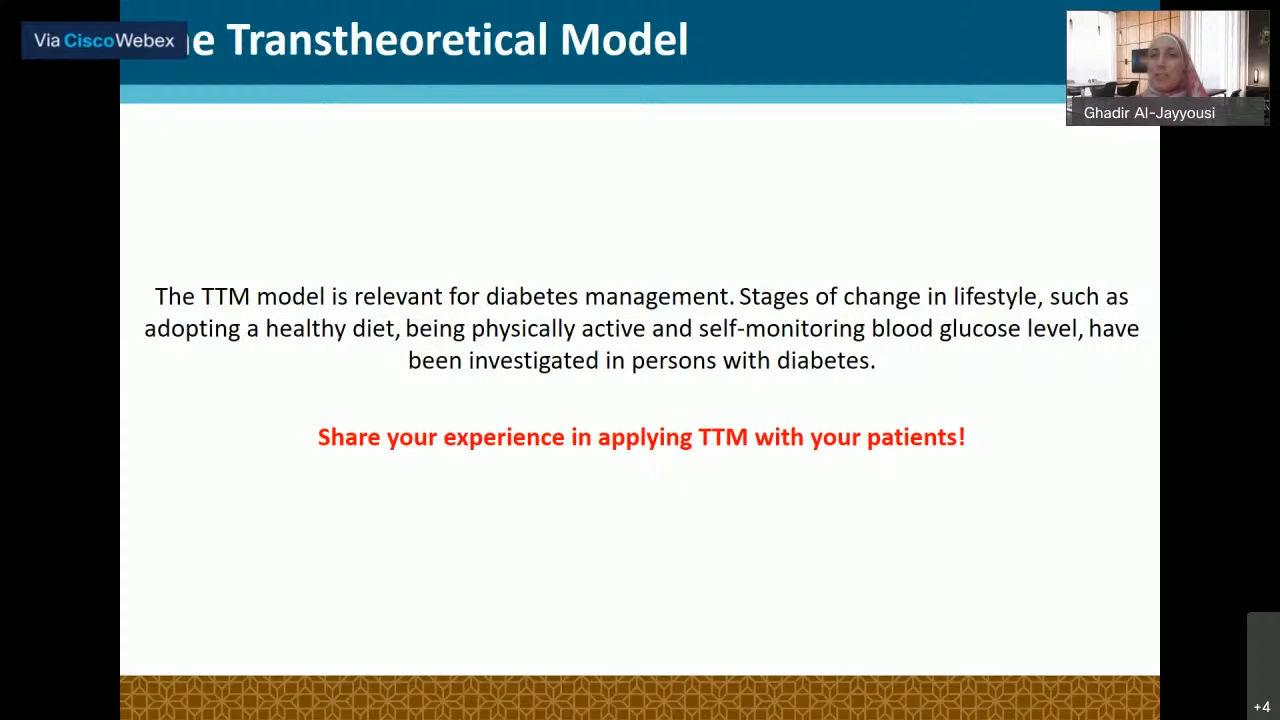 Via CiscoWebex
e Transtheoretical Model
Ghadir Al-Jayyousi
The TTM model is relevant for diabetes management. Stages of change in lifestyle, such as
adopting a healthy diet, being physically active and self-monitoring blood glucose level, have
been investigated in persons with diabetes.
Share your experience in applying TTM with your patients!
+4